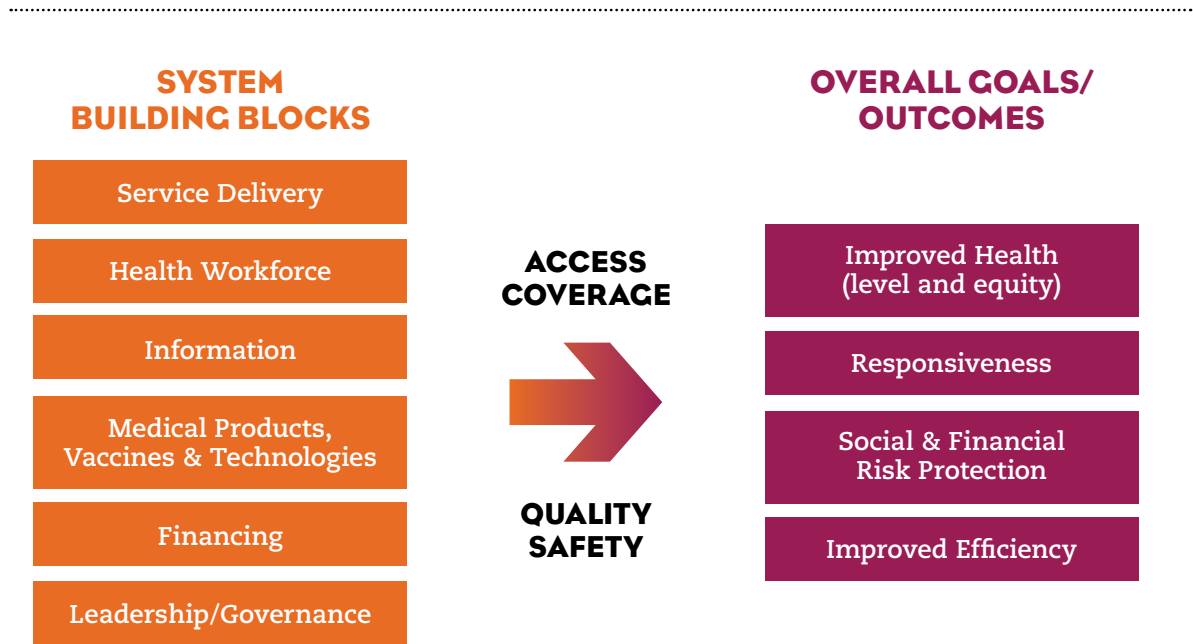 SYSTEM
BUILDING BLOCKS
Service Delivery
Health Workforce
Information
Medical Products,
Vaccines & Technologies
Financing
Leadership/Governance
ACCESS
COVERAGE
QUALITY
SAFETY
OVERALL GOALS/
OUTCOMES
Improved Health
(level and equity)
Responsiveness
Social & Financial
Risk Protection
Improved Efficiency